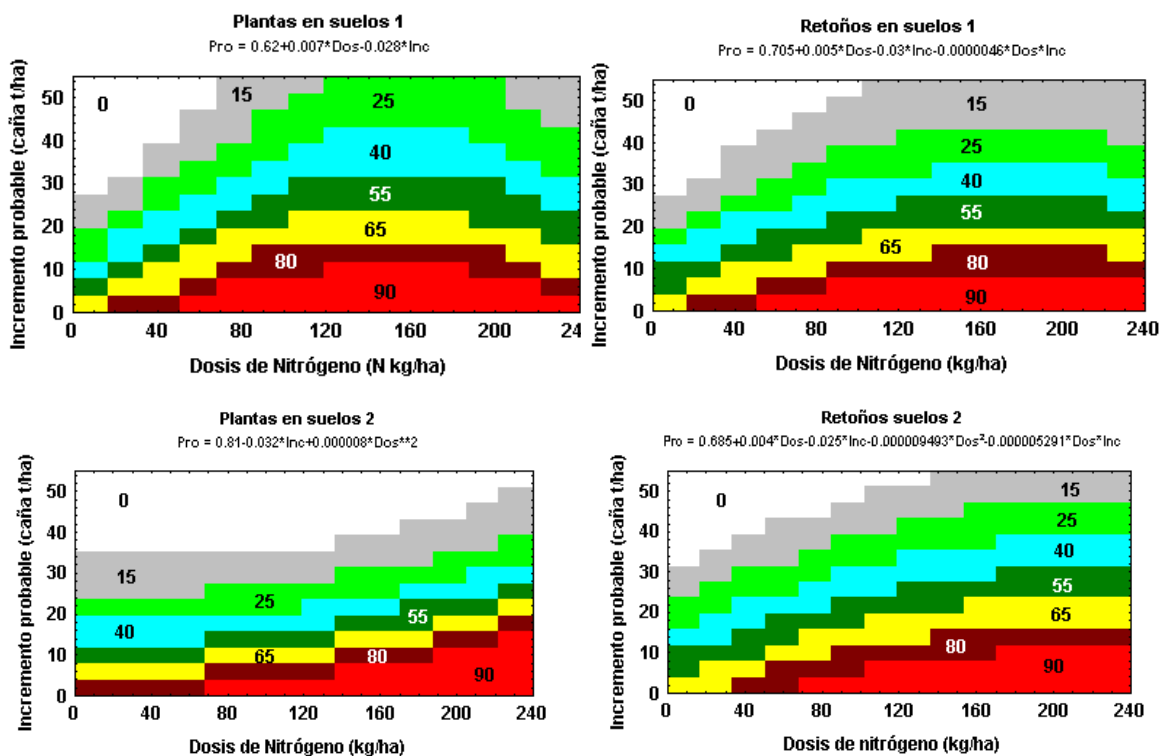 Plantas en suelos 1
Pro = 0.62+0.007*Dos-0.028*Inc
Incremento probable (caña t/ha)
50
40
30
20
10
0
0
15
25
40
55
65
80
90
0 40 80 120 160 200 24
Dosis de Nitrógeno (N kg/ha)
Retoños en suelos 1
Pro = 0.705+0.005*Dos-0.03*Inc-0.0000046*Dos*Inc
Incremento probable (caña t/ha)
50
40
30
20
10
0
0
15
25
40
55
65
80
90
0 40 80 120 160 200 240
Dosis de Nitrógeno (kg/ha)
Plantas en suelos 2
Pro = 0.81-0.032*Inc+0.000008*Dos**2
Incremento probable (caña t/ha)
50
40
30
20
10
0
0
15
25
40
55
65
80
90
0 40 80 120 160 200 240
Dosis de Nitrógeno (kg/ha)
Retoños suelos 2
Pro = 0.685+0.004*Dos-0.025*Inc-0.000009493*Dos²-0.000005291*Dos*Inc
Incremento probable (caña t/ha)
50
40
30
20
10
0
0
15
25
40
55
65
80
90
0 40 80 120 160 200 240
Dosis de nitrógeno (kg/ha)